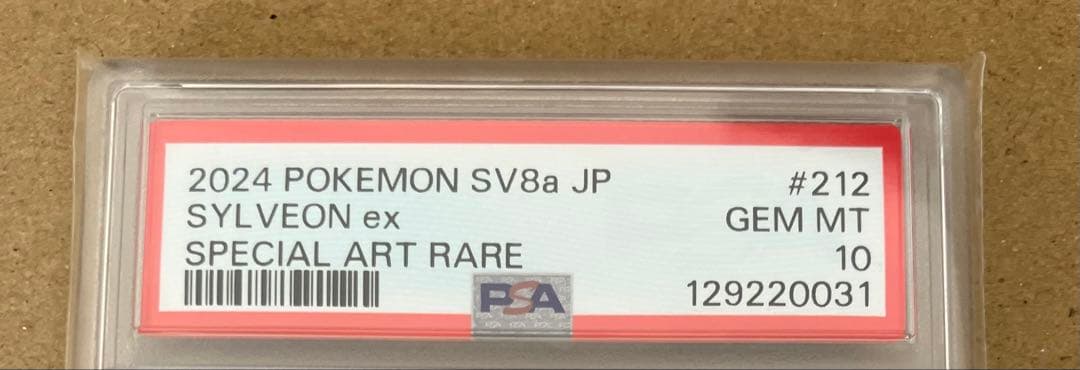 2024 POKEMON SV8a JP #212
SYLVEON ex GEM MT
SPECIAL ART RARE 10
PSA 129220031